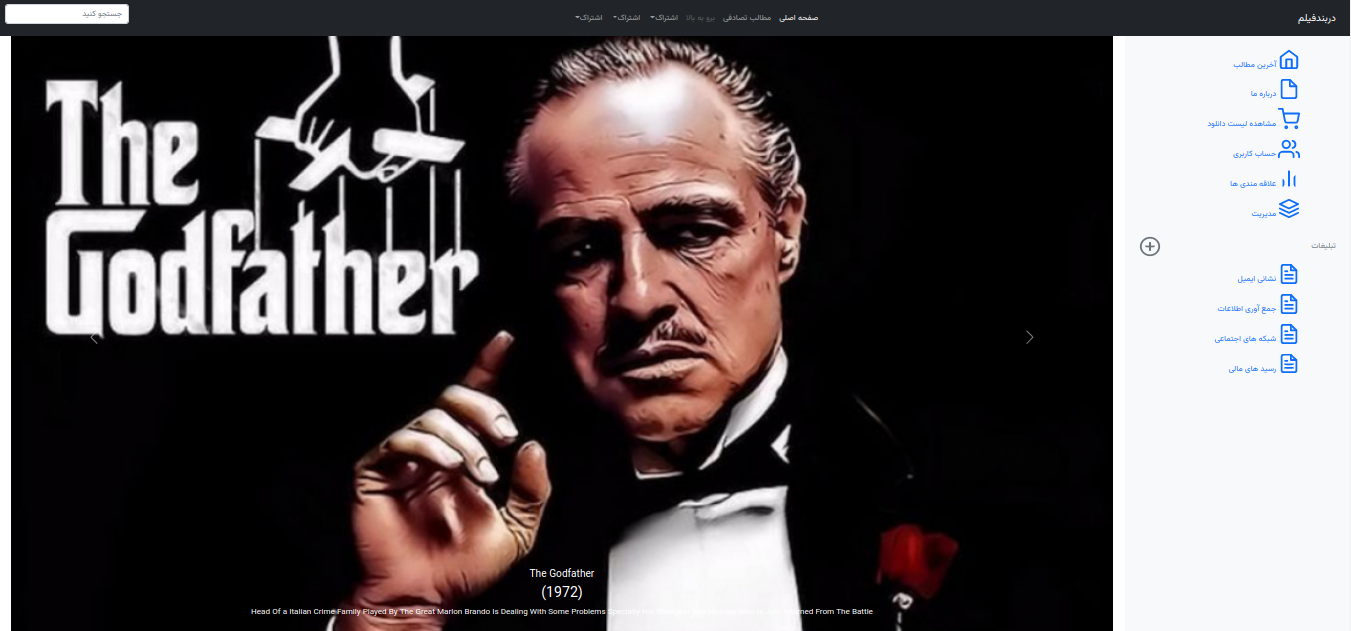 دربندفیلم
صفحه اصلی
مطالب تصادفی
برو به بالا
اشتراک
اشتراک
اشتراک
جستجو کنید
آخرین مطالب
درباره ما
مشاهده لیست دانلود
حساب کاربری
علاقه مندی ها
مدیریت
تبلیغات
نشانی ایمیل
جمع آوری اطلاعات
شبکه های اجتماعی
رسید های مالی
The
Godfather
The Godfather
(1972)
Head Of a Italian Crime Family Played By The Great Marlon Brando Is Dealing With Some Problems From The Battle